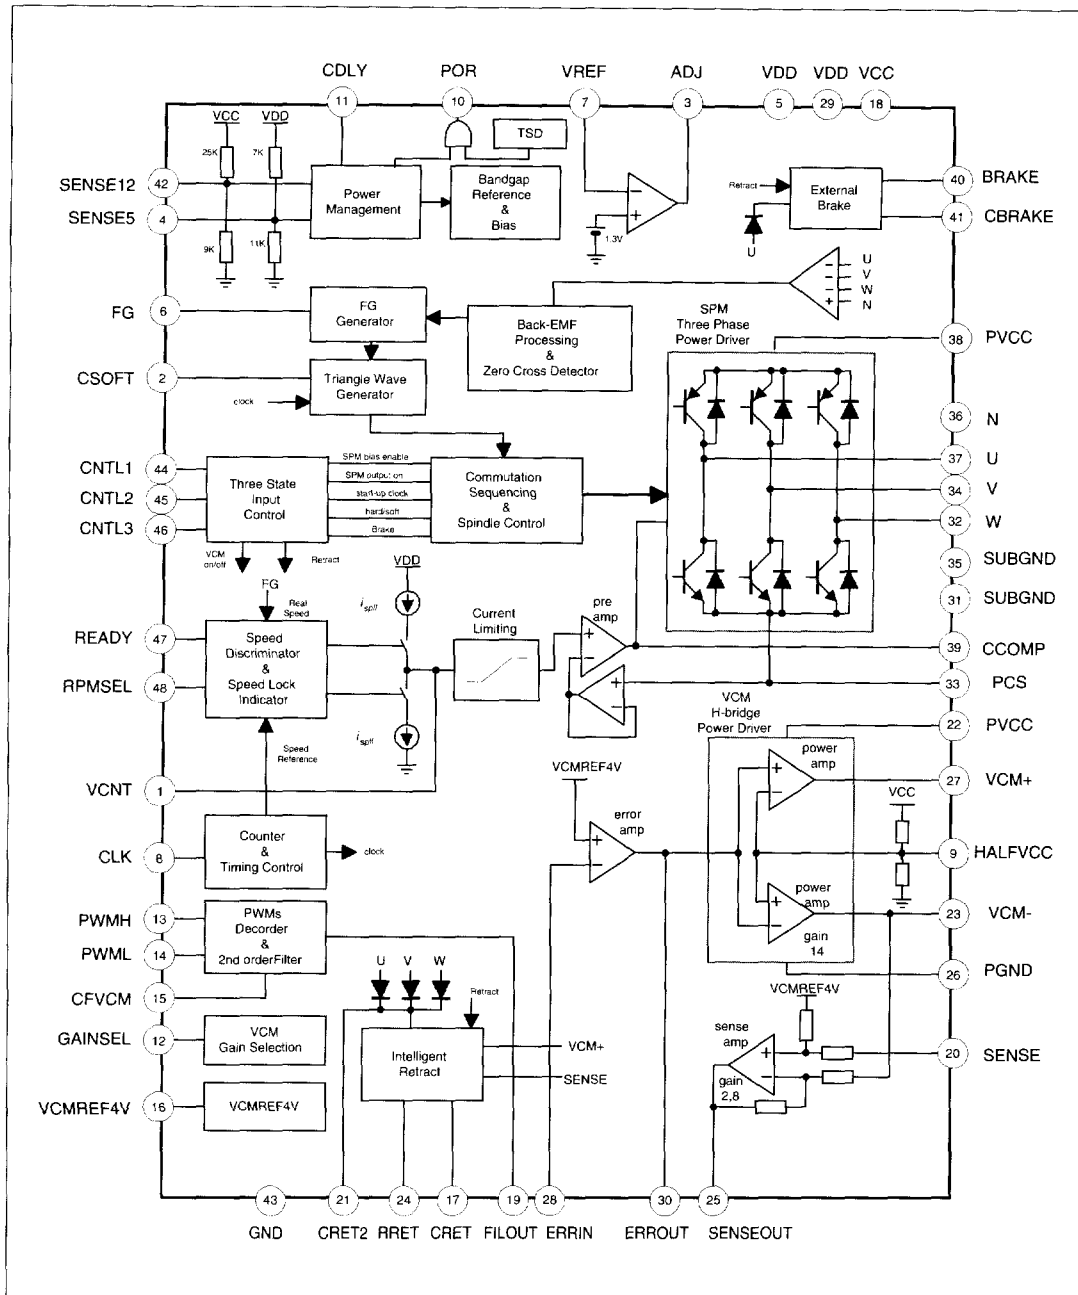 CDLY POR VREF ADJ VDD VDD VCC
11 10 7 3 5 29 18
VCC VDD
TSD
25K 7K
SENSE12 42
Power
Management
Bandgap
Reference
&
Bias
SENSE5 4
9K 11K
1.3V
Retract
External
Brake
U
40 BRAKE
41 CBRAKE
U
V
W
N
FG 6
FG
Generator
Back-EMF
Processing
&
Zero Cross Detector
SPM
Three Phase
Power Driver
38 PVCC
CSOFT 2
Triangle Wave
Generator
clock
36 N
37 U
34 V
32 W
35 SUBGND
31 SUBGND
39 CCOMP
33 PCS
CNTL1 44
CNTL2 45
CNTL3 46
Three State
Input
Control
SPM bias enable
SPM output on
start-up clock
hard/soft
Brake
Commutation
Sequencing
&
Spindle Control
VCM
on/off
Retract
FG
Real
Speed
VDD
READY 47
RPMSEL 48
Speed
Discriminator
&
Speed Lock
Indicator
Current
Limiting
pre
amp
Speed
Reference
VCNT 1
VCM
H-bridge
Power Driver
22 PVCC
power
amp
27 VCM+
VCC
9 HALFVCC
power
amp
gain
14
23 VCM-
26 PGND
VCMREF4V
error
amp
CLK 8
Counter
&
Timing Control
clock
PWMH 13
PWML 14
PWMs
Decorder
&
2nd orderFilter
CFVCM 15
GAINSEL 12
VCM
Gain Selection
VCMREF4V 16
VCMREF4V
U V W
Retract
Intelligent
Retract
VCM+
SENSE
VCMREF4V
sense
amp
gain
2,8
20 SENSE
43 21 24 17 19 28 30 25
GND CRET2 RRET CRET FILOUT ERRIN ERROUT SENSEOUT